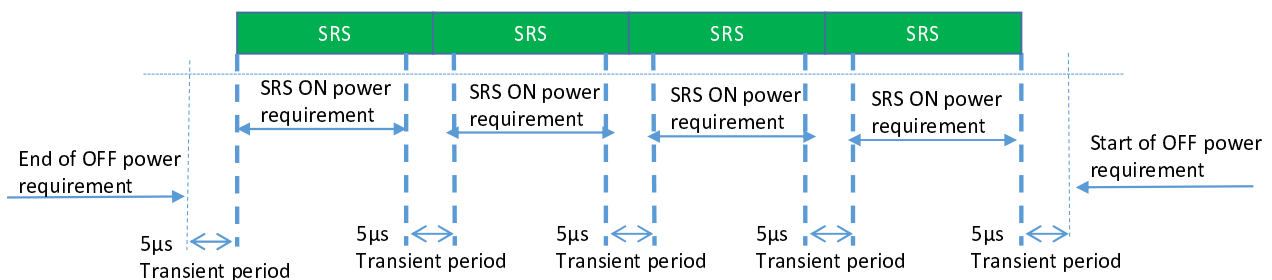 SRS
SRS
SRS
SRS
SRS ON power
requirement
SRS ON power
requirement
SRS ON power
requirement
SRS ON power
requirement
End of OFF power
requirement
Start of OFF power
requirement
5µs
Transient period
5µs
Transient period
5µs
Transient period
5µs
Transient period
5µs
Transient period